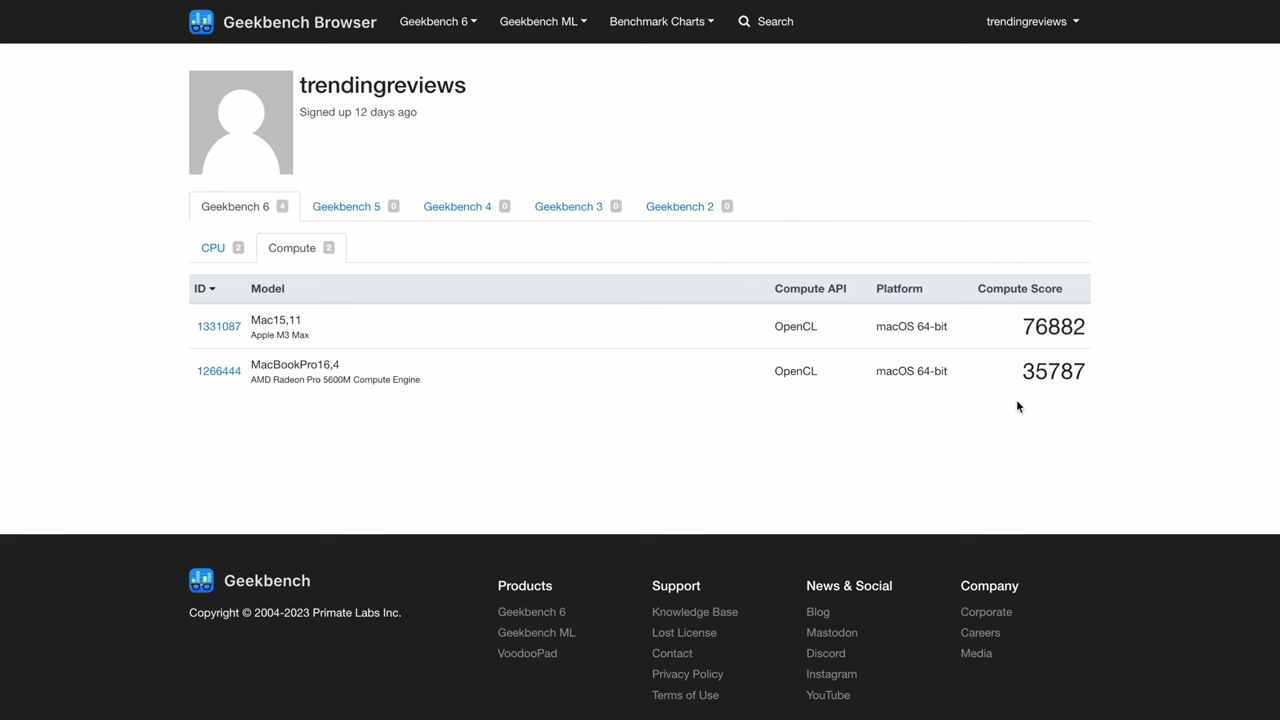 Geekbench Browser Geekbench 6 Geekbench ML Benchmark Charts Search trendingreviews
trendingreviews
Signed up 12 days ago
Geekbench 6 4 Geekbench 5 0 Geekbench 4 0 Geekbench 3 0 Geekbench 2 0
CPU 2 Compute 2
ID Model Compute API Platform Compute Score
1331087 Mac15,11 OpenCL macOS 64-bit 76882
Apple M3 Max
1266444 MacBookPro16,4 OpenCL macOS 64-bit 35787
AMD Radeon Pro 5600M Compute Engine
Geekbench Products Support News & Social Company
Copyright © 2004-2023 Primate Labs Inc. Geekbench 6 Knowledge Base Blog Corporate
Geekbench ML Lost License Mastodon Careers
VoodooPad Contact Discord Media
Privacy Policy Instagram
Terms of Use YouTube